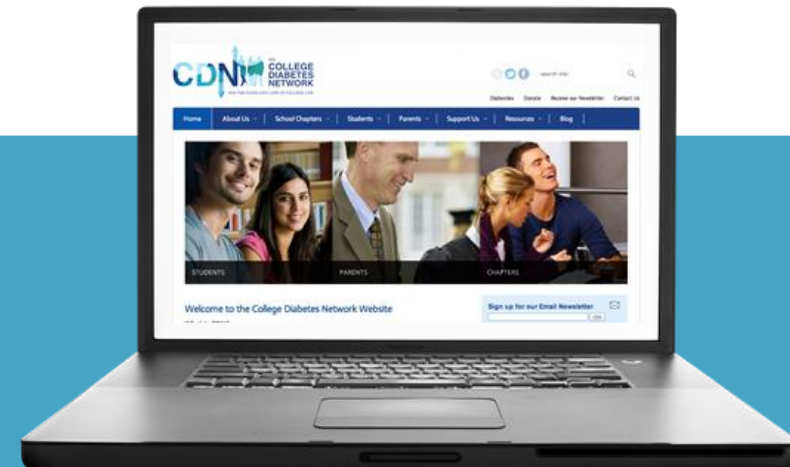 CDN
the
COLLEGE
DIABETES
NETWORK
Donate Receive our Newsletter Contact Us
Home About Us School Chapters Students Parents Support Us Resources Blog
STUDENTS PARENTS CHAPTERS
Welcome to the College Diabetes Network Website
Sign up for our Email Newsletter